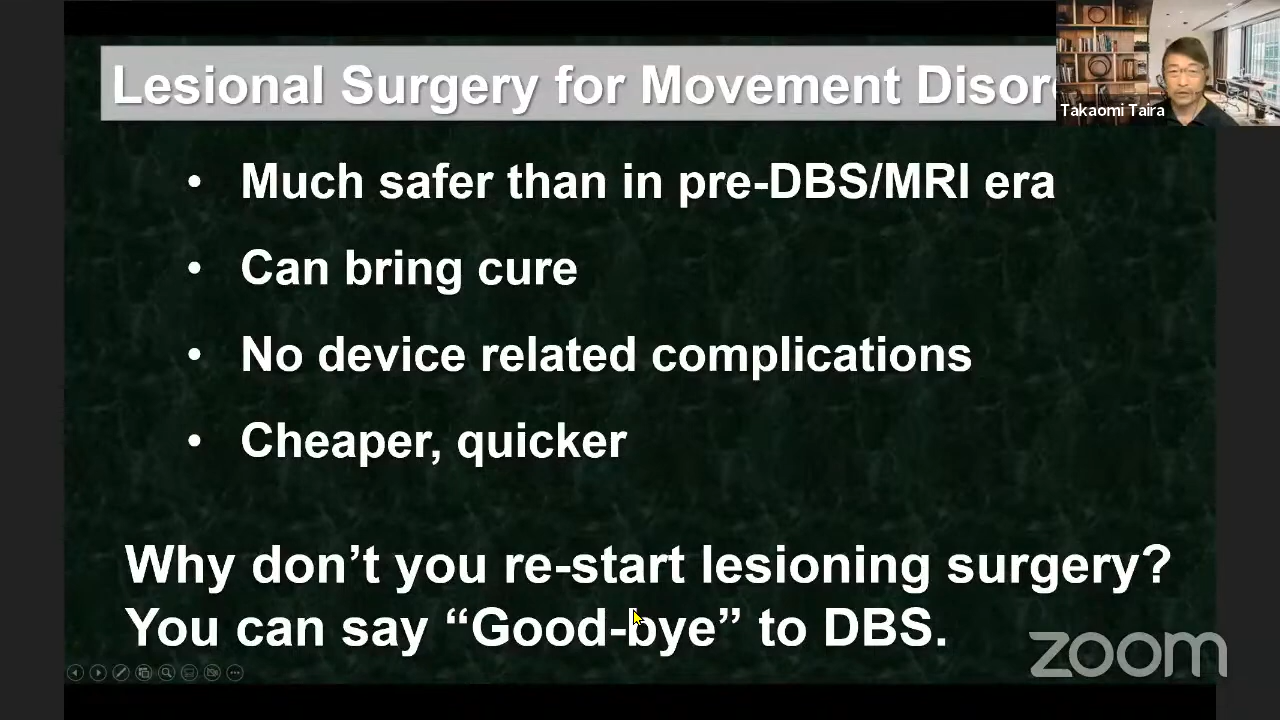 Lesional Surgery for Movement Disor
Takaomi Taira
• Much safer than in pre-DBS/MRI era
• Can bring cure
• No device related complications
• Cheaper, quicker
Why don’t you re-start lesioning surgery?
You can say “Good-bye” to DBS.
zoom